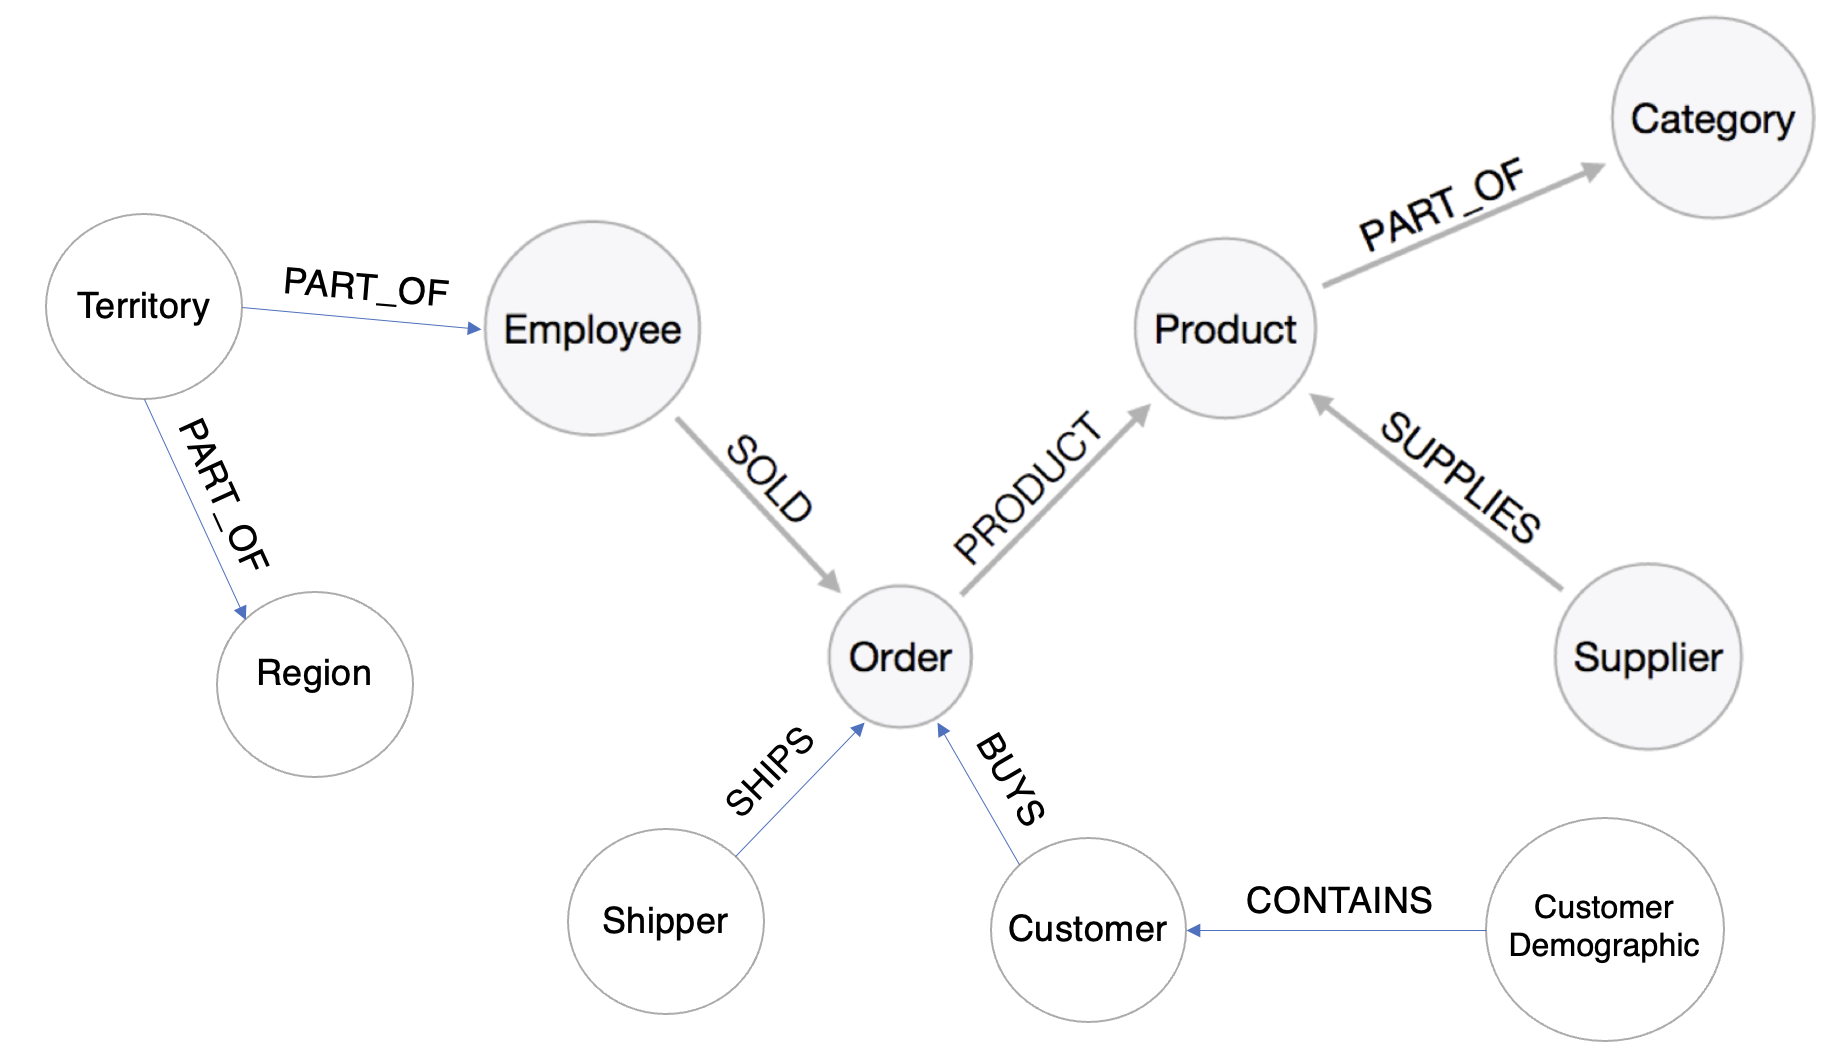 Category
PART_OF
Territory
PART_OF
Employee
Product
PART_OF
SOLD
PRODUCT
SUPPLIES
Region
Order
Supplier
SHIPS
BUYS
Shipper
Customer
CONTAINS
Customer
Demographic